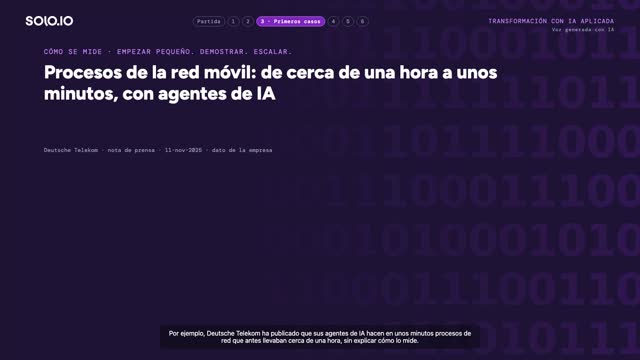 SOLO.IO
Partida 1 2 3 · Primeros casos 4 5 6
TRANSFORMACIÓN CON IA APLICADA
Voz generada con IA
CÓMO SE MIDE · EMPEZAR PEQUEÑO. DEMOSTRAR. ESCALAR.
Procesos de la red móvil: de cerca de una hora a unos
minutos, con agentes de IA
Deutsche Telekom · nota de prensa · 11-nov-2025 · dato de la empresa
Por ejemplo, Deutsche Telekom ha publicado que sus agentes de IA hacen en unos minutos procesos de
red que antes llevaban cerca de una hora, sin explicar cómo lo mide.